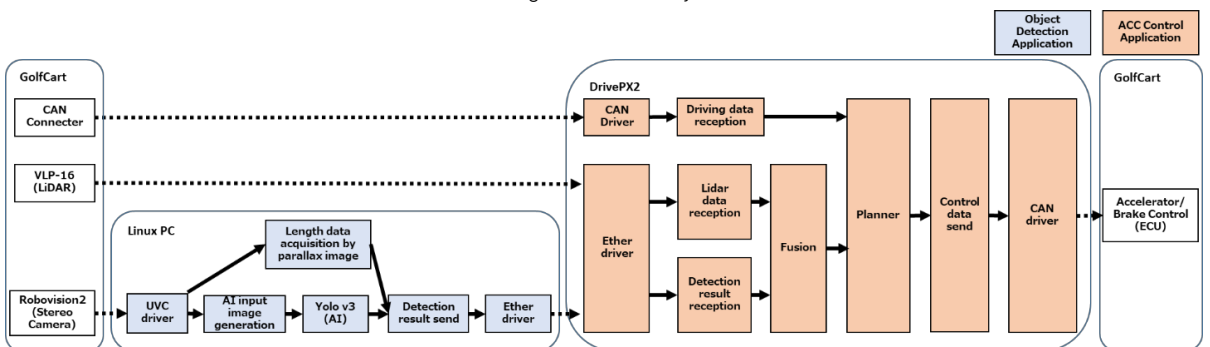 Object
Detection
Application
ACC Control
Application
GolfCart
CAN
Connecter
VLP-16
(LiDAR)
Robovision2
(Stereo
Camera)
Linux PC
Length data
acquisition by
parallax image
UVC
driver
AI input
image
generation
Yolo v3
(AI)
Detection
result send
Ether
driver
DrivePX2
CAN
Driver
Driving data
reception
Ether
driver
Lidar
data
reception
Detection
result
reception
Fusion
Planner
Control
data
send
CAN
driver
GolfCart
Accelerator/
Brake Control
(ECU)